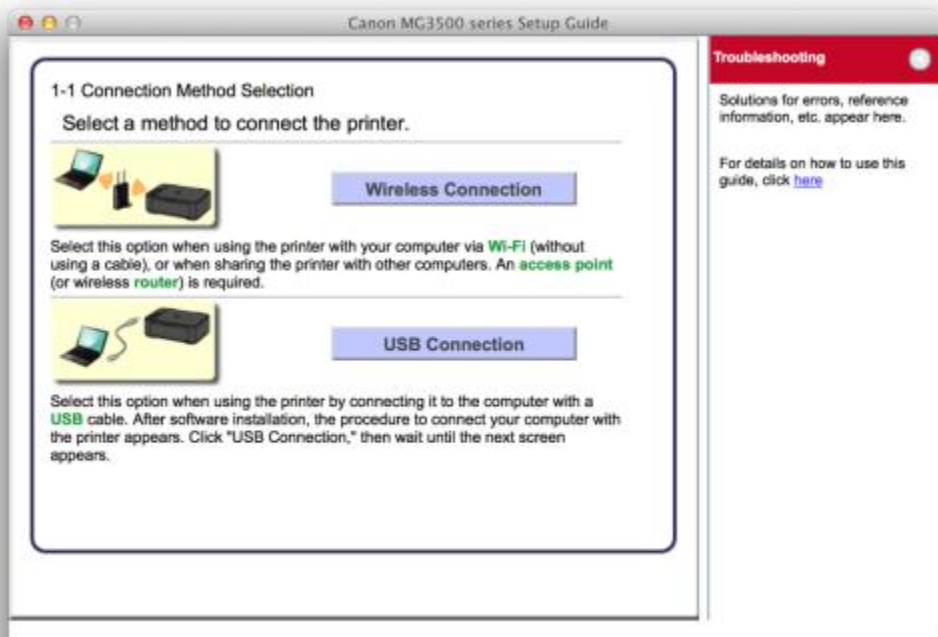 Canon MG3500 series Setup Guide
1-1 Connection Method Selection
Select a method to connect the printer.
Wireless Connection
Select this option when using the printer with your computer via Wi-Fi (without
using a cable), or when sharing the printer with other computers. An access point
(or wireless router) is required.
USB Connection
Select this option when using the printer by connecting it to the computer with a
USB cable. After software installation, the procedure to connect your computer with
the printer appears. Click "USB Connection," then wait until the next screen
appears.
Troubleshooting
Solutions for errors, reference
information, etc. appear here.
For details on how to use this
guide, click here